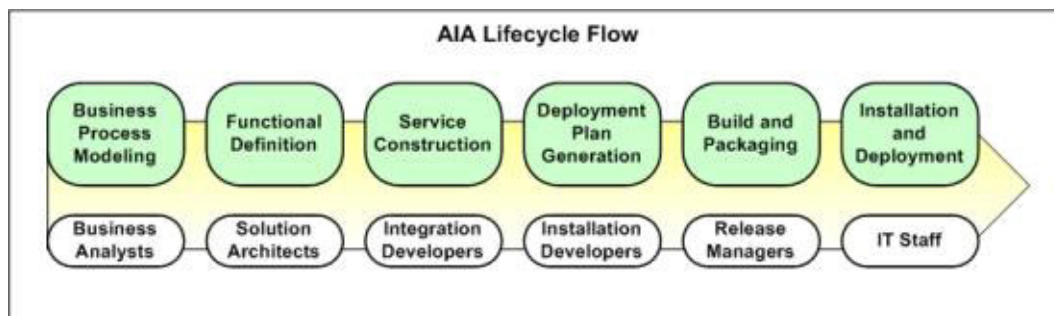 AIA Lifecycle Flow
Business
Process
Modeling
Functional
Definition
Service
Construction
Deployment
Plan
Generation
Build and
Packaging
Installation
and
Deployment
Business
Analysts
Solution
Architects
Integration
Developers
Installation
Developers
Release
Managers
IT Staff